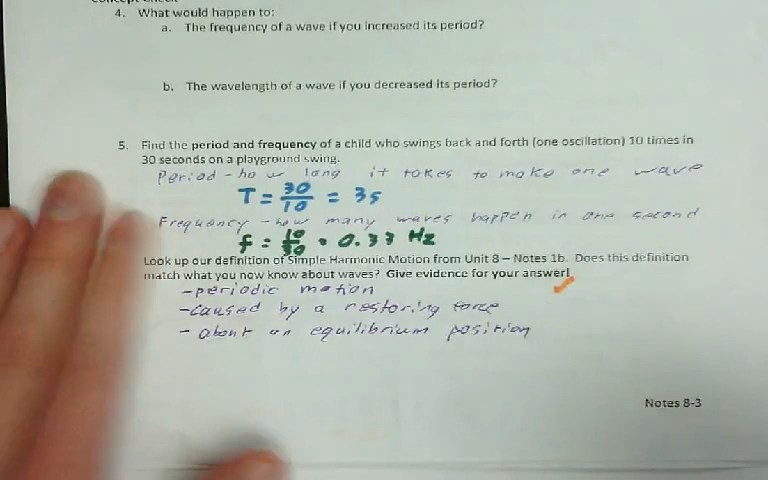 4. What would happen to:
a. The frequency of a wave if you increased its period?
b. The wavelength of a wave if you decreased its period?
5. Find the period and frequency of a child who swings back and forth (one oscillation) 10 times in
30 seconds on a playground swing.
Period - how long it takes to make one wave
T = 30/10 = 3s
Frequency - how many waves happen in one second
f = 10/30 = 0.33 Hz
Look up our definition of Simple Harmonic Motion from Unit 8 – Notes 1b. Does this definition
match what you now know about waves? Give evidence for your answer!
- periodic motion
- caused by a restoring force
- about an equilibrium position
Notes 8-3